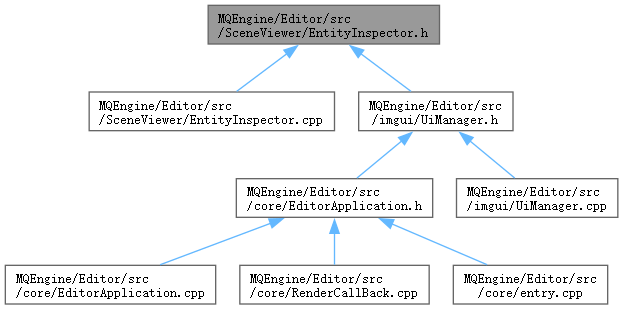 MQEngine/Editor/src
/SceneViewer/EntityInspector.h
MQEngine/Editor/src
/SceneViewer/EntityInspector.cpp
MQEngine/Editor/src
/imgui/UiManager.h
MQEngine/Editor/src
/core/EditorApplication.h
MQEngine/Editor/src
/imgui/UiManager.cpp
MQEngine/Editor/src
/core/EditorApplication.cpp
MQEngine/Editor/src
/core/RenderCallBack.cpp
MQEngine/Editor/src
/core/entry.cpp